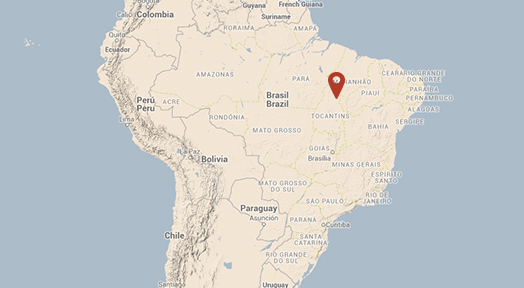 Guyana
French Guiana
Colombia
Suriname
Cali
RORAIMA
AMAPÁ
Quito
Ecuador
AMAZONAS
PARÁ
ANHÃO
CEARÁ
RIO GRANDE
DO NORTE
Brasil
Brazil
PIAUÍ
PARAÍBA
PERNAMBUCO
Perú
Peru
ACRE
TOCANTINS
ALAGOAS
Lima
RONDÔNIA
SERGIPE
MATO GROSSO
BAHIA
La Paz
Bolivia
GOIÁS
Brasília
MINAS GERAIS
MATO GROSSO
DO SUL
ESPÍRITO
SANTO
SÃO PAULO
RIO DE
JANEIRO
Paraguay
Asunción
PARANÁ
Curitiba
Chile
SANTA
CATARINA
RIO GRANDE
DO SUL
Santiago
Uruguay